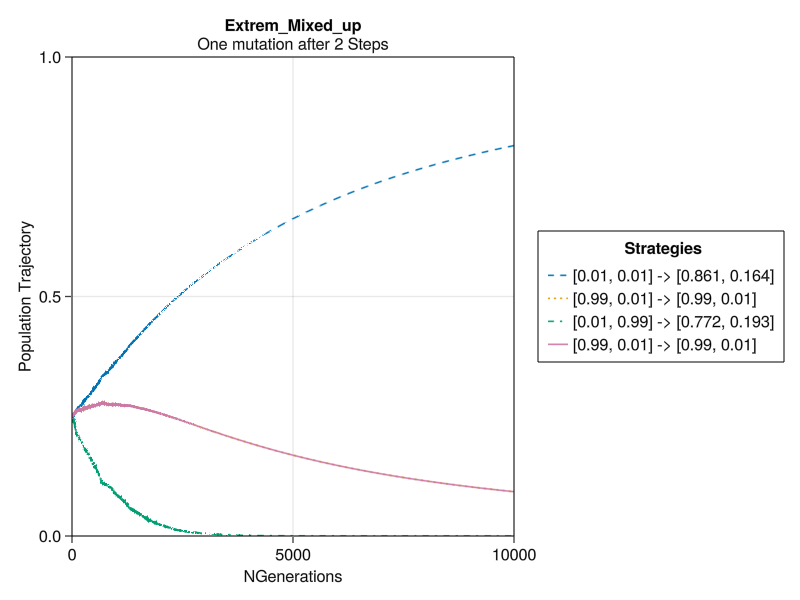 Extrem_Mixed_up
One mutation after 2 Steps
1.0
0.5
0.0
0
5000
10000
NGenerations
Population Trajectory
Strategies
[0.01, 0.01] -> [0.861, 0.164]
[0.99, 0.01] -> [0.99, 0.01]
[0.01, 0.99] -> [0.772, 0.193]
[0.99, 0.01] -> [0.99, 0.01]